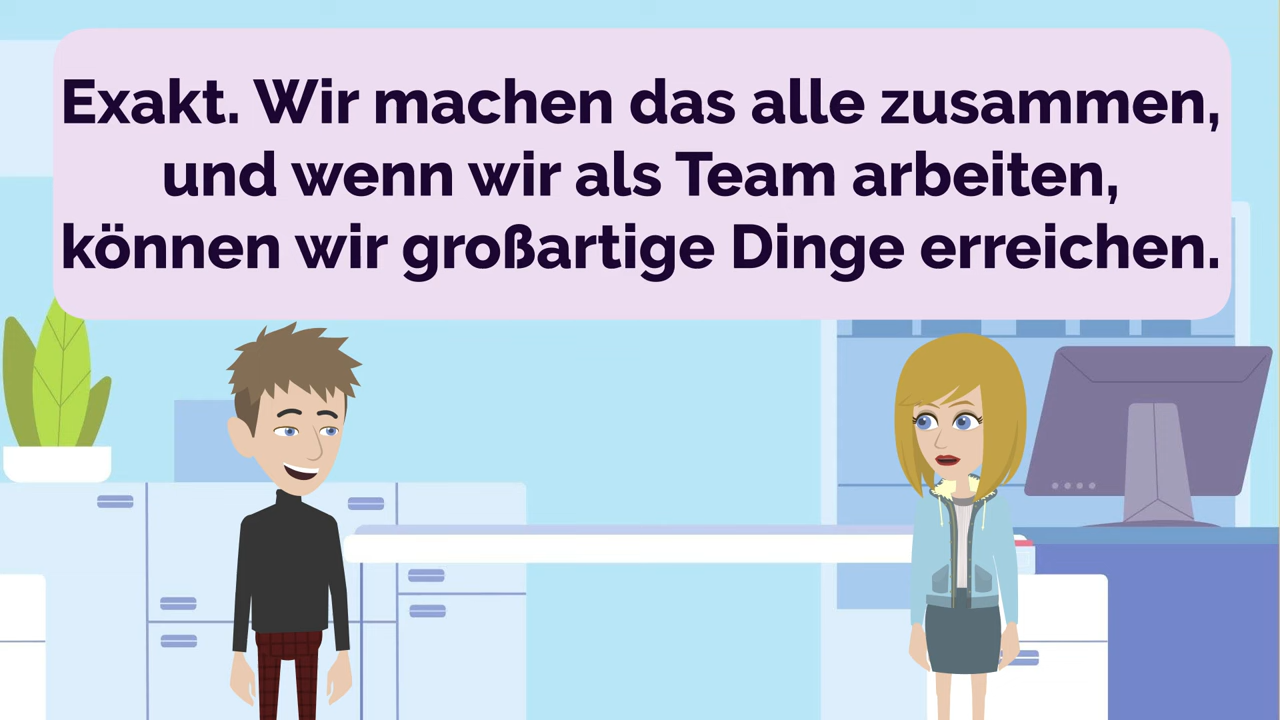 Exakt. Wir machen das alle zusammen,
und wenn wir als Team arbeiten,
können wir großartige Dinge erreichen.